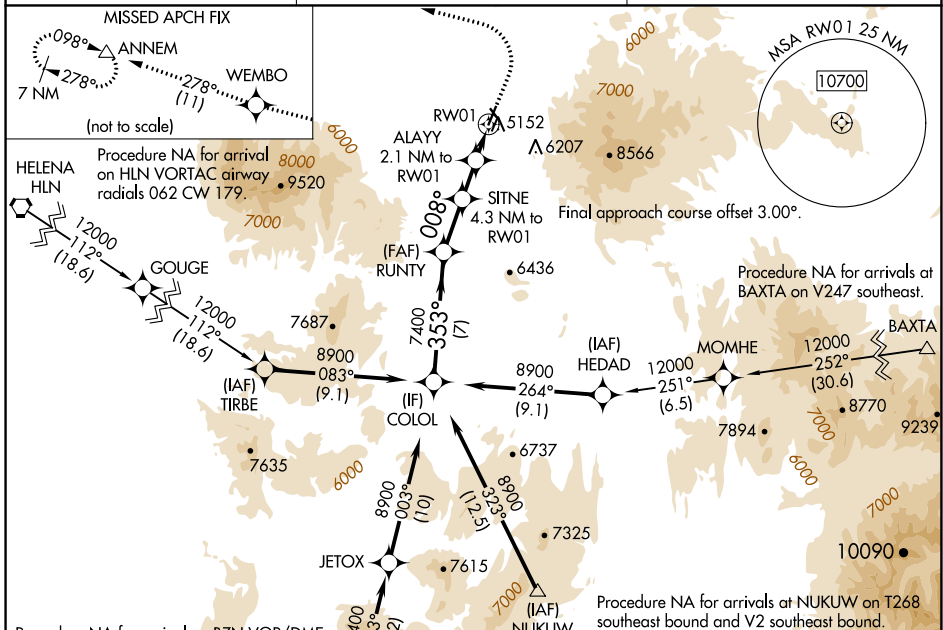 MISSED APCH FIX
098°
ANNEM
278°
7 NM
278°
(11)
WEMBO
(not to scale)
6000
7000
MSA RW01 25 NM
10700
RW01
5152
6207
8566
ALAYY
2.1 NM to
RW01
SITNE
4.3 NM to
RW01
Final approach course offset 3.00°.
008°
(FAF)
RUNTY
6436
Procedure NA for arrival
on HLN VORTAC airway
radials 062 CW 179.
6000
8000
9520
7000
HELENA
HLN
12000
112°
(18.6)
GOUGE
12000
112°
(18.6)
7687
7400
353°
(7)
Procedure NA for arrivals at
BAXTA on V247 southeast.
BAXTA
12000
252°
(30.6)
MOMHE
12000
251°
(6.5)
(IAF)
HEDAD
8900
264°
(9.1)
8900
083°
(9.1)
(IAF)
TIRBE
(IF)
COLOL
8770
7894
7000
9239
6000
7635
6000
6737
8900
003°
(10)
8900
323°
(12.5)
7325
7000
10090
JETOX
7615
7000
(IAF)
Procedure NA for arrivals at NUKUW on T268
southeast bound and V2 southeast bound.